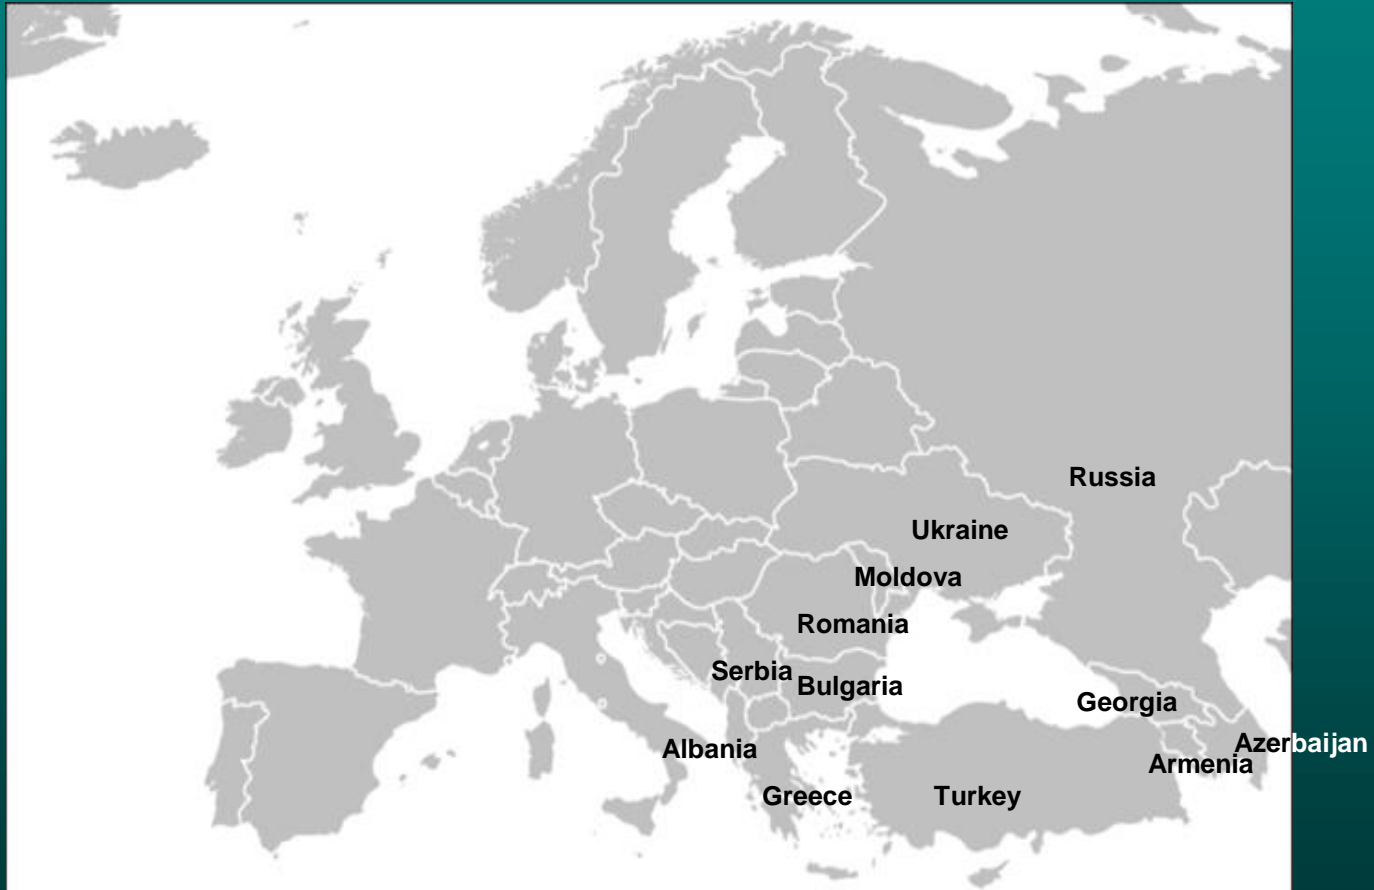 Russia
Ukraine
Moldova
Romania
Serbia
Bulgaria
Georgia
Albania
Azerbaijan
Armenia
Greece
Turkey